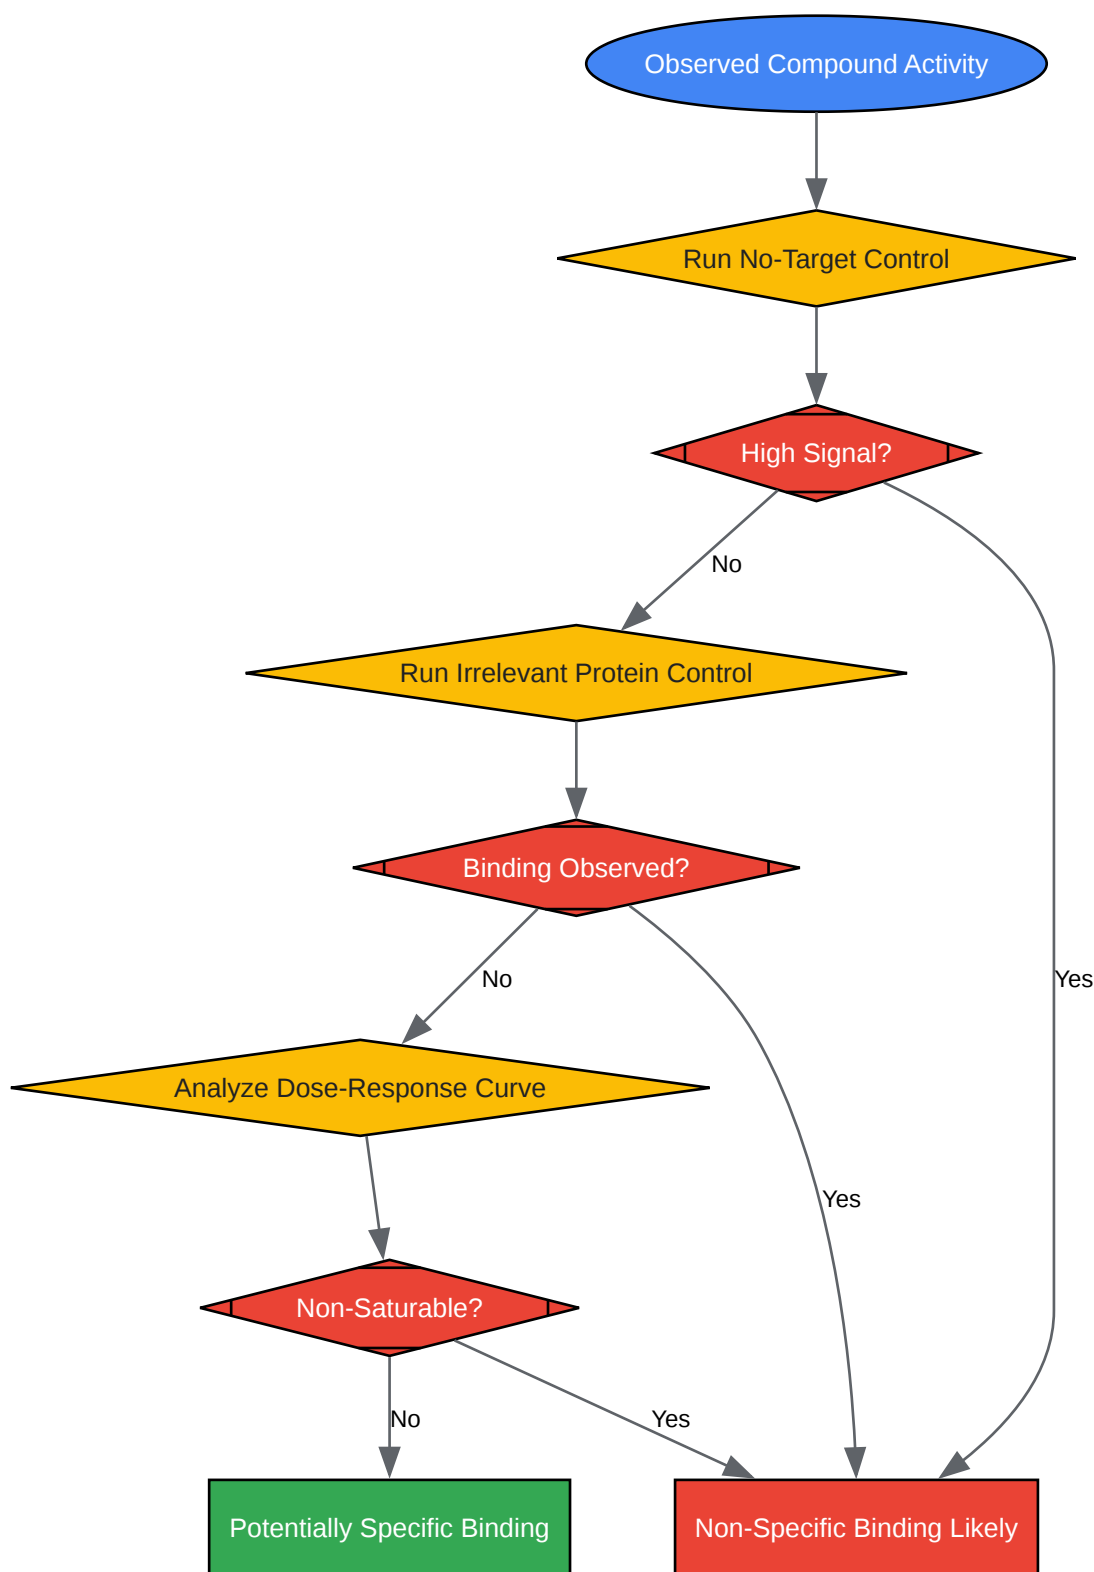 Observed Compound Activity
Run No-Target Control
High Signal?
No
Run Irrelevant Protein Control
Binding Observed?
No
Yes
Analyze Dose-Response Curve
Yes
Non-Saturable?
No
Yes
Potentially Specific Binding
Non-Specific Binding Likely